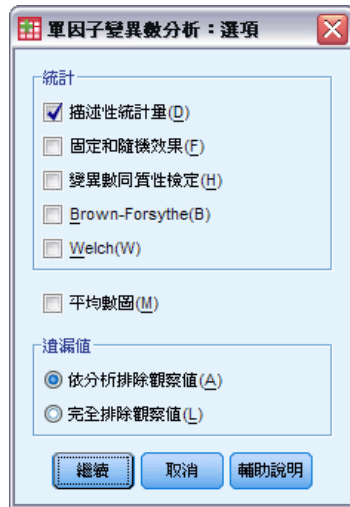 單因子變異數分析：選項
統計
描述性統計量(D)
固定和隨機效果(F)
變異數同質性檢定(H)
Brown-Forsythe(B)
Welch(W)
平均數圖(M)
遺漏值
依分析排除觀察值(A)
完全排除觀察值(L)
繼續
取消
輔助說明